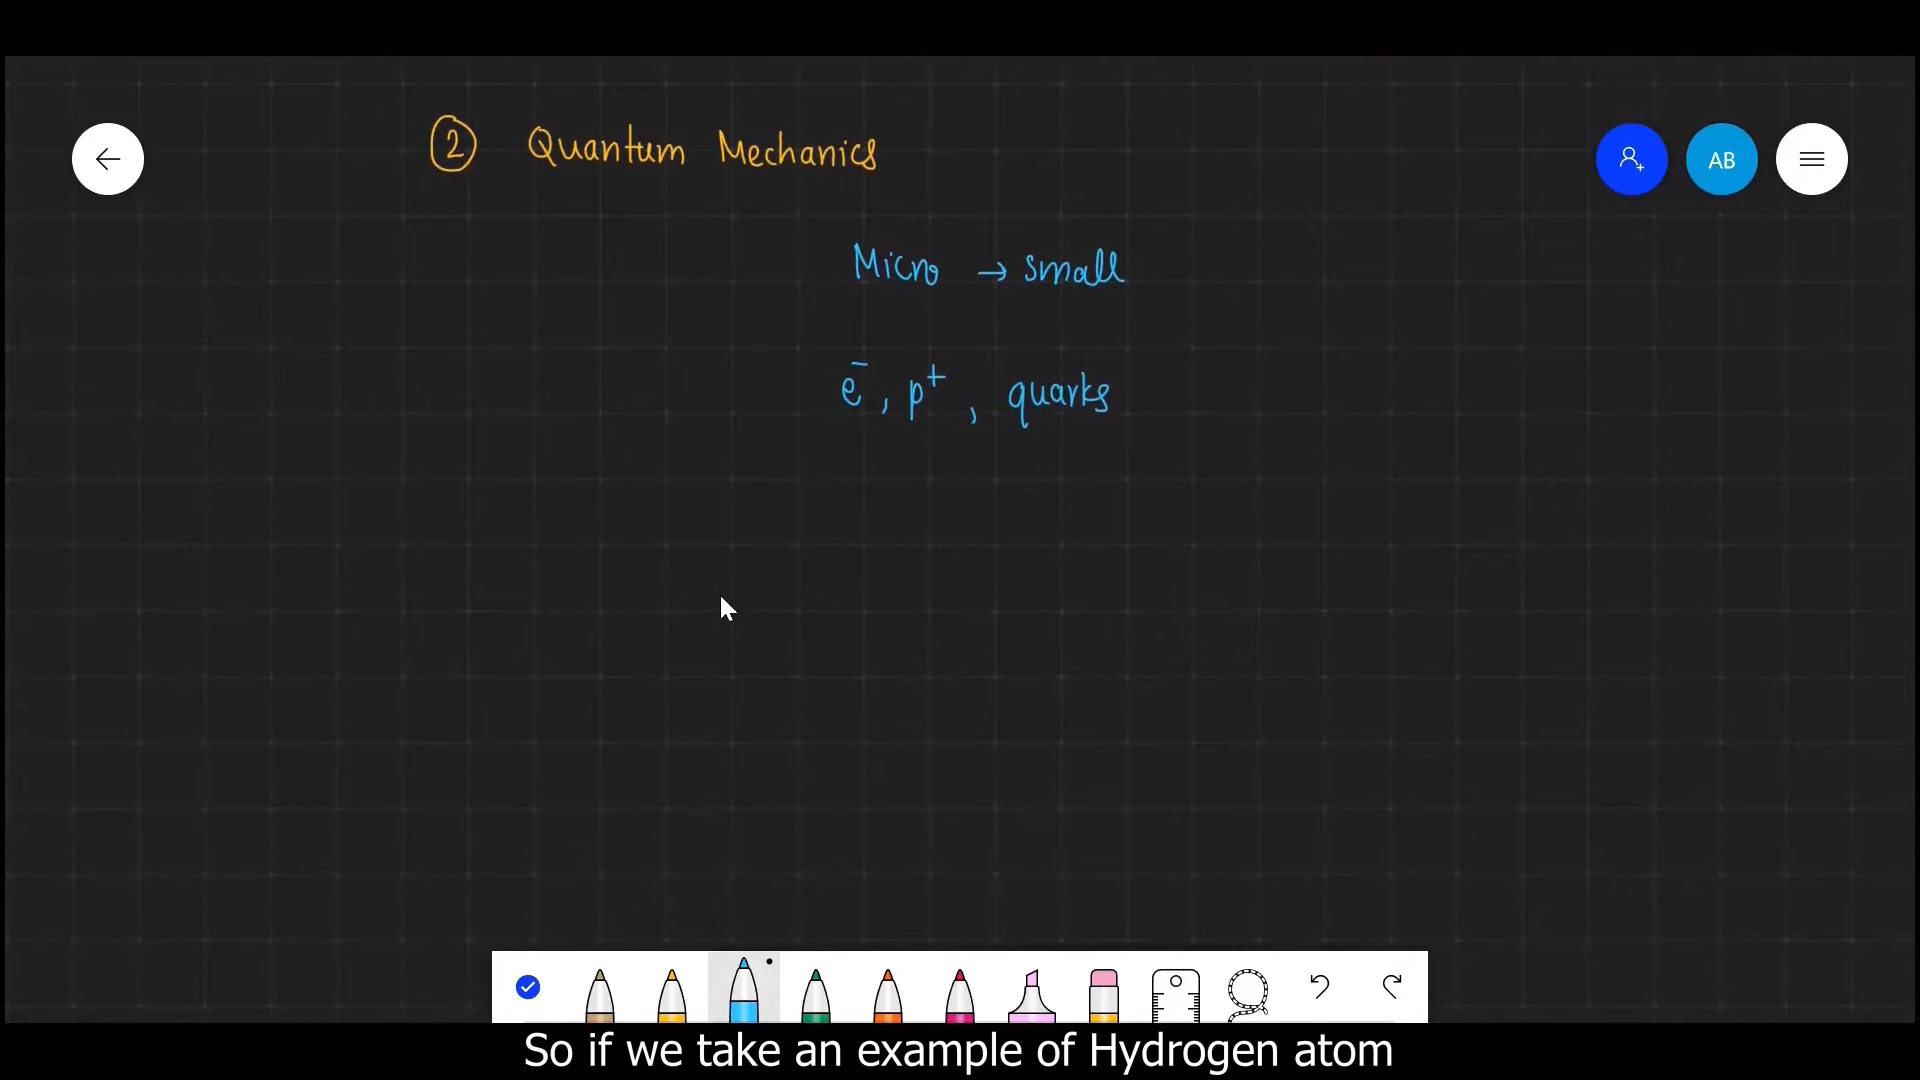 ② Quantum Mechanics
AB
Micro → small
e⁻, p⁺, quarks
So if we take an example of Hydrogen atom